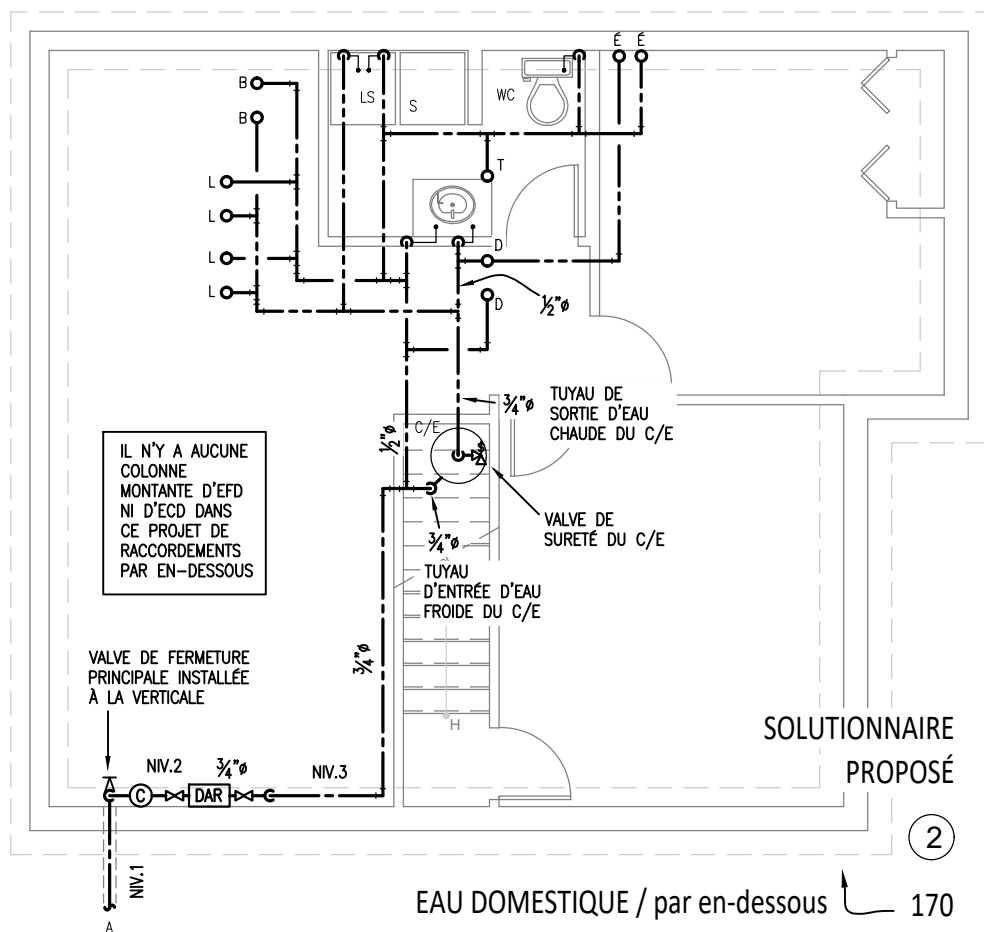 É É
B
LS
S
WC
B
T
L
L
D
L
L
D
½"ø
¾"ø
TUYAU DE
SORTIE D'EAU
CHAUDE DU C/E
C/E
½"ø
IL N'Y A AUCUNE
COLONNE
MONTANTE D'EFD
NI D'ECD DANS
CE PROJET DE
RACCORDEMENTS
PAR EN-DESSOUS
VALVE DE
SURETÉ DU C/E
¾"ø
TUYAU
D'ENTRÉE D'EAU
FROIDE DU C/E
¾"ø
VALVE DE FERMETURE
PRINCIPALE INSTALLÉE
À LA VERTICALE
H
SOLUTIONNAIRE
PROPOSÉ
NIV.2
¾"ø
NIV.3
C
DAR
2
NIV.1
A
EAU DOMESTIQUE / par en-dessous
170